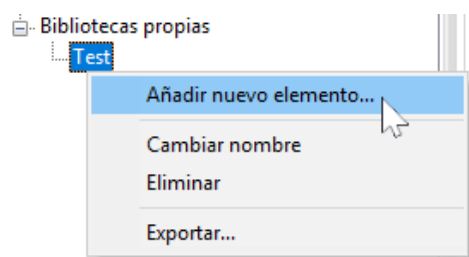 Bibliotecas propias
Test
Añadir nuevo elemento...
Cambiar nombre
Eliminar
Exportar...